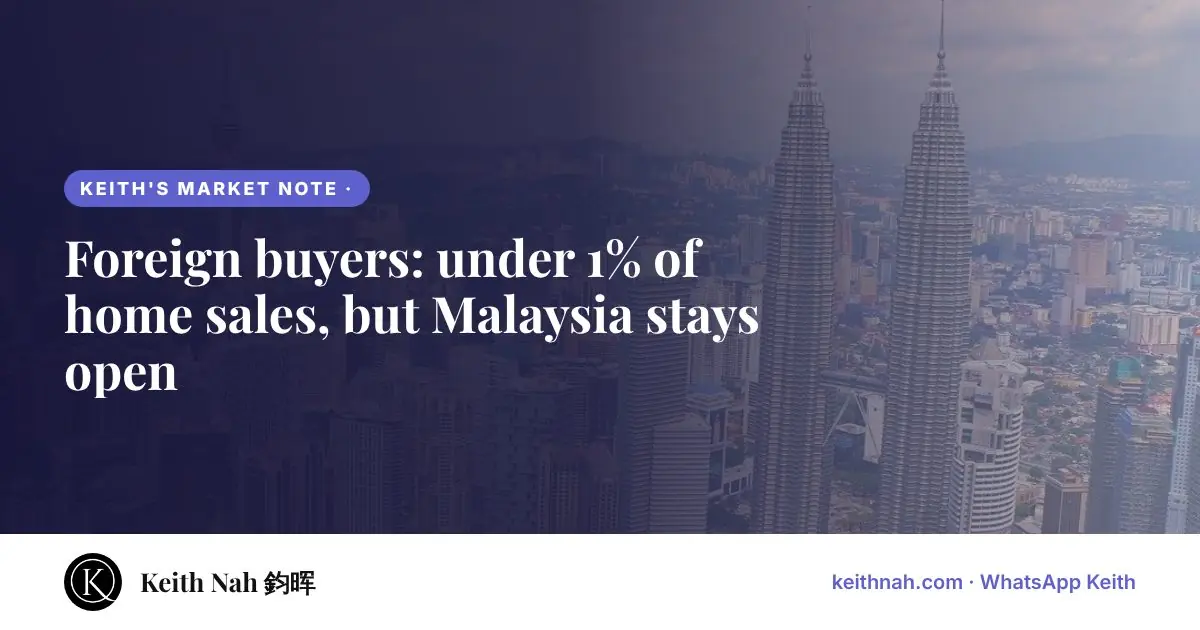 KEITH'S MARKET NOTE ·
Foreign buyers: under 1% of
home sales, but Malaysia stays
open
K
Keith Nah 鈞晖
keithnah.com · WhatsApp Keith